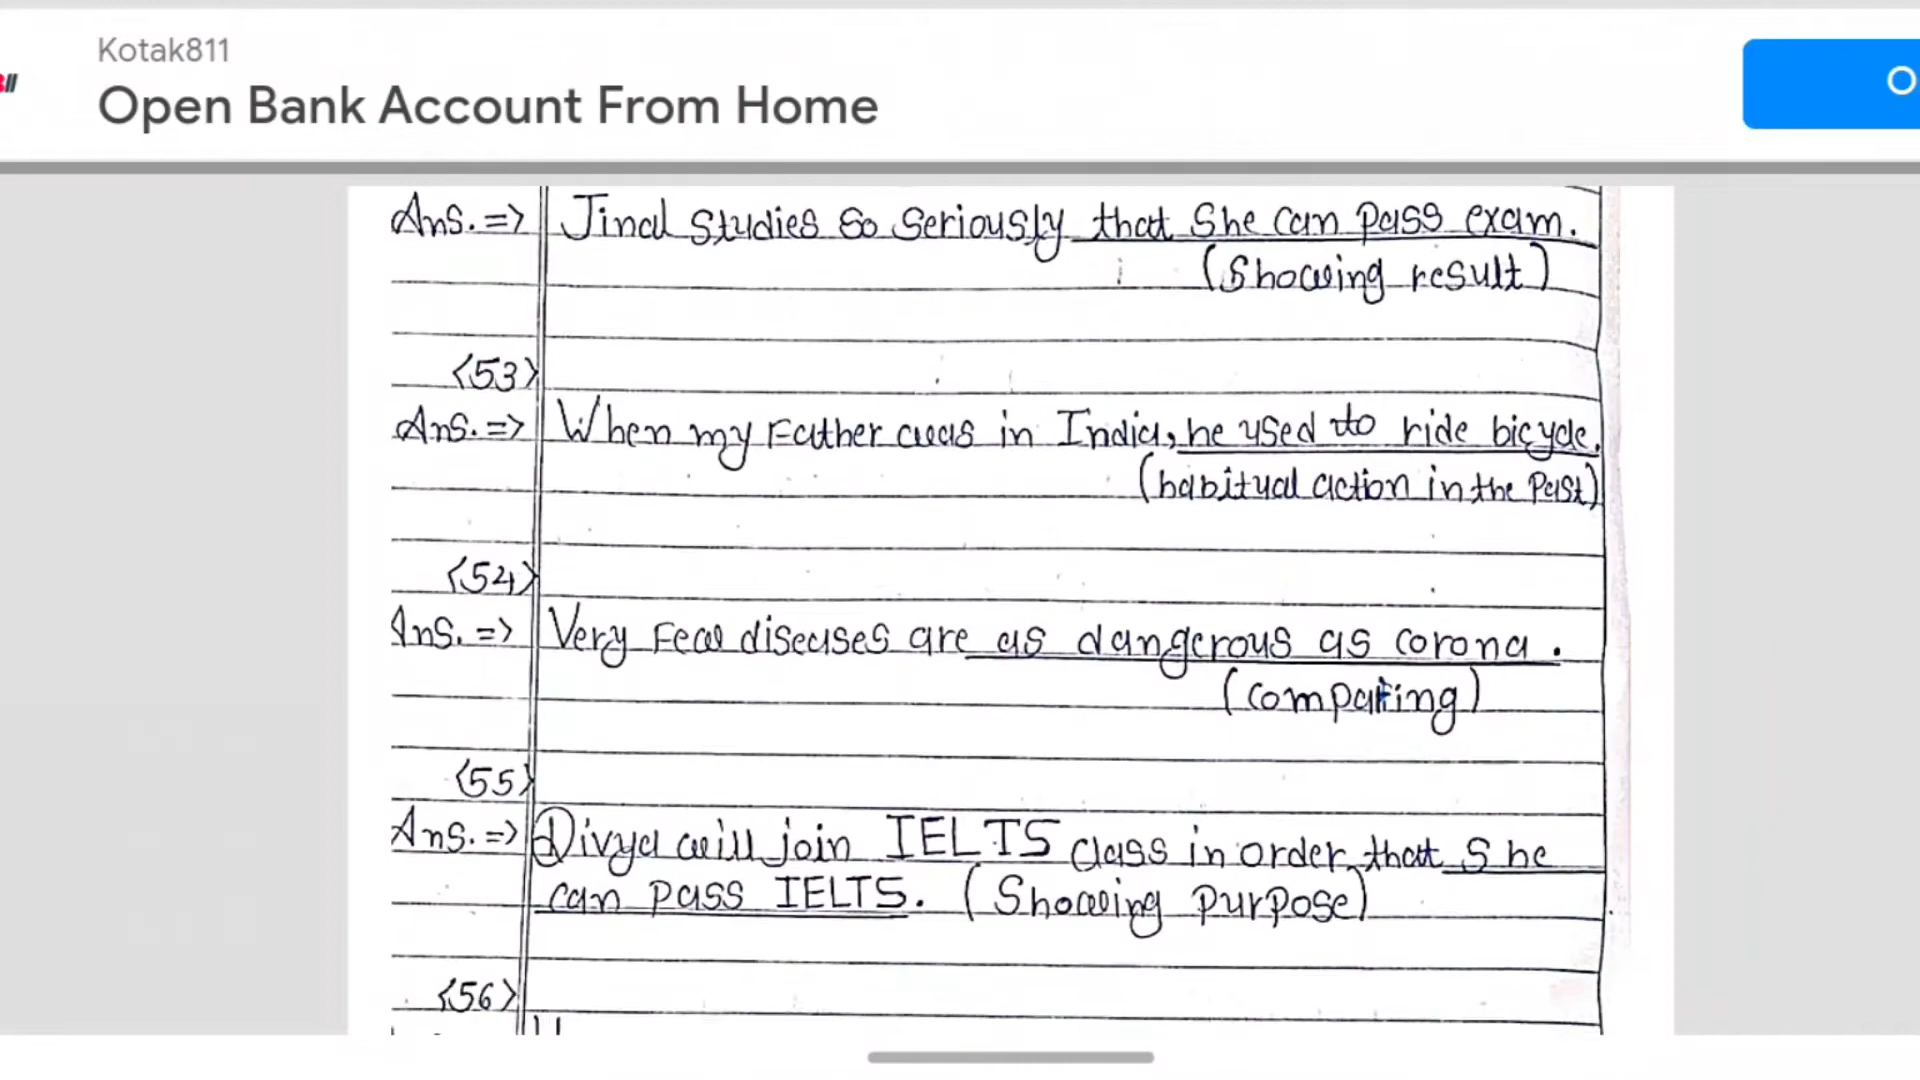 Kotak811
Open Bank Account From Home
O
Ans. => Jinal studies so seriously that she can pass exam.
(Showing result)
<53>
Ans. => When my Father was in India, he used to ride bicycle.
(habitual action in the past)
<54>
Ans. => Very Few diseases are as dangerous as corona.
(comparing)
<55>
Ans. => Divya will join IELTS class in order that she
can pass IELTS. (Showing purpose)
<56>